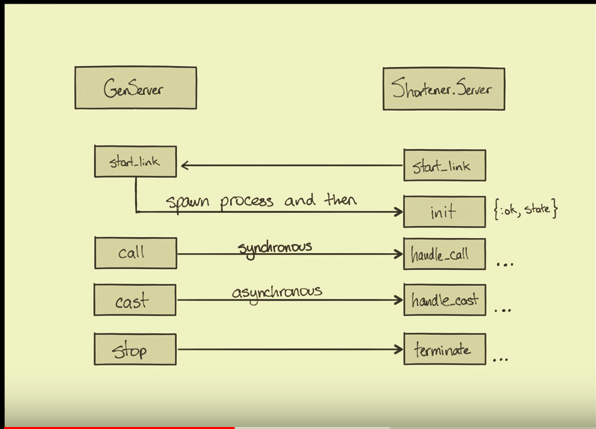 GenServer
Shortener.Server
start_link
start_link
spawn process and then
init
{:ok, state}
call
synchronous
handle_call
...
cast
asynchronous
handle_cast
...
stop
terminate
...